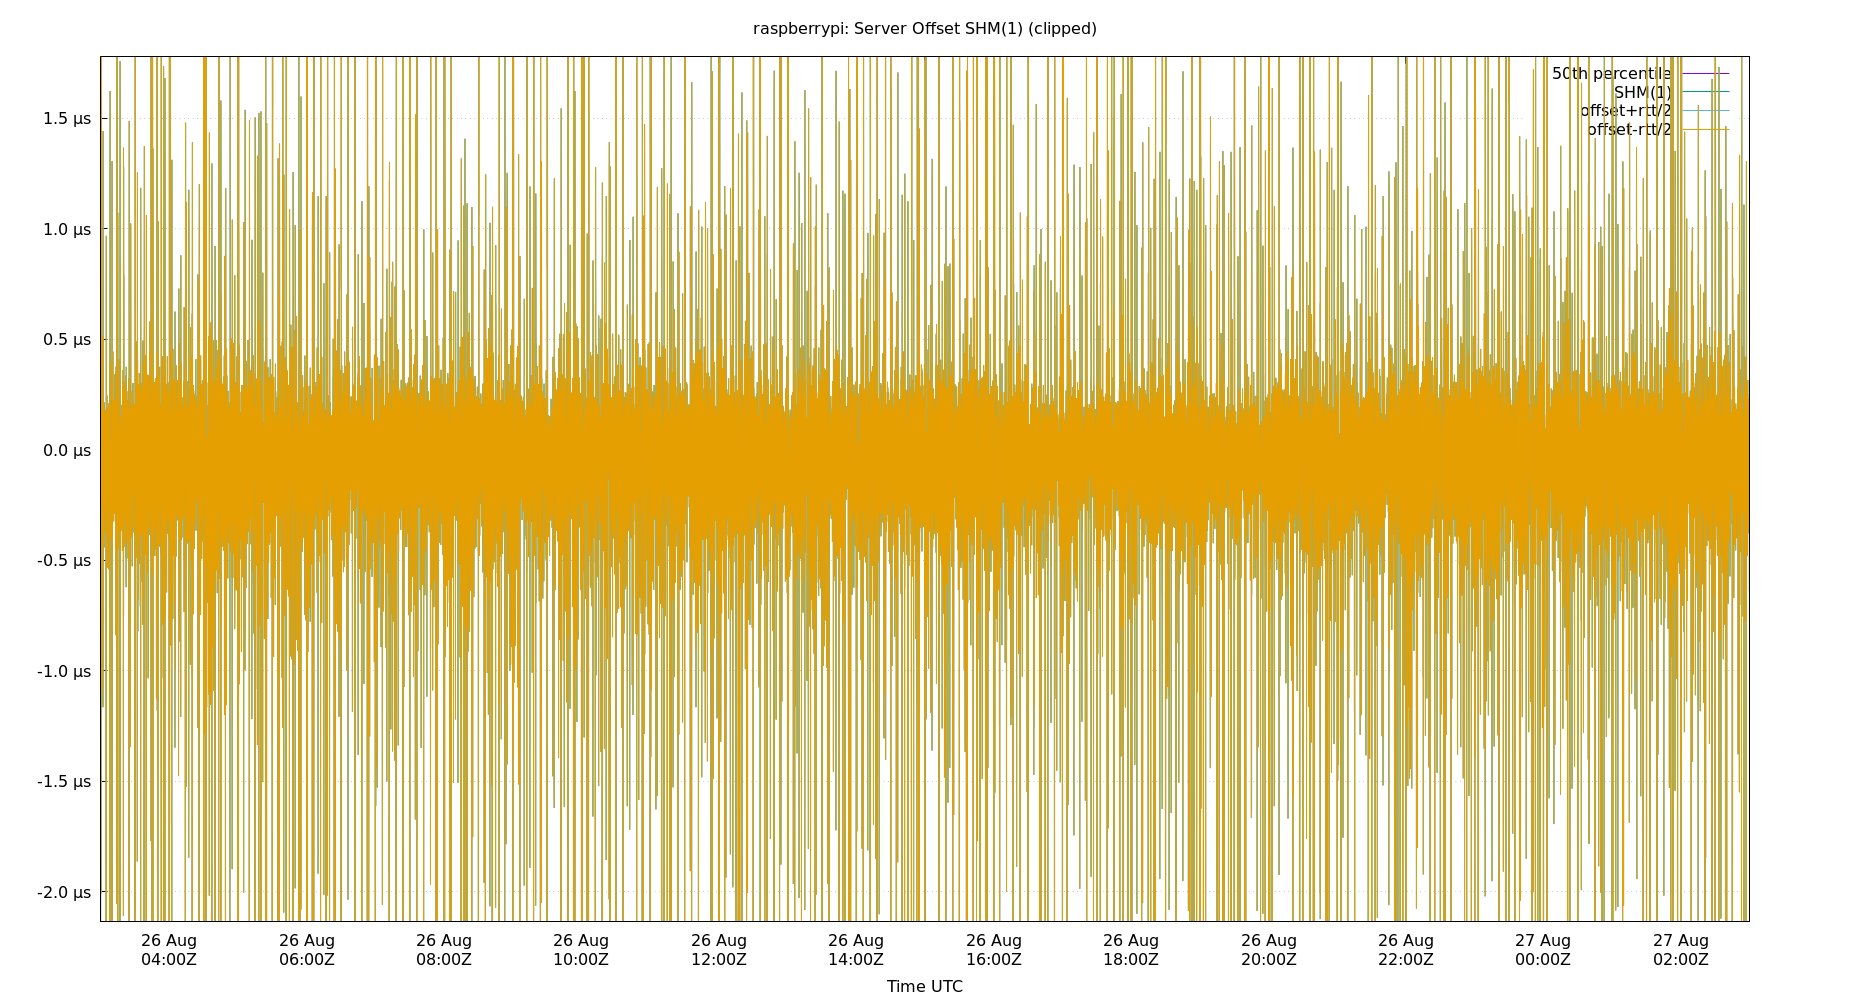 raspberrypi: Server Offset SHM(1) (clipped)
50th percentile
SHM(1)
offset+rtt/2
offset-rtt/2
1.5 µs
1.0 µs
0.5 µs
0.0 µs
-0.5 µs
-1.0 µs
-1.5 µs
-2.0 µs
26 Aug 26 Aug 26 Aug 26 Aug 26 Aug 26 Aug 26 Aug 26 Aug 26 Aug 26 Aug 27 Aug 27 Aug
04:00Z 06:00Z 08:00Z 10:00Z 12:00Z 14:00Z 16:00Z 18:00Z 20:00Z 22:00Z 00:00Z 02:00Z
Time UTC